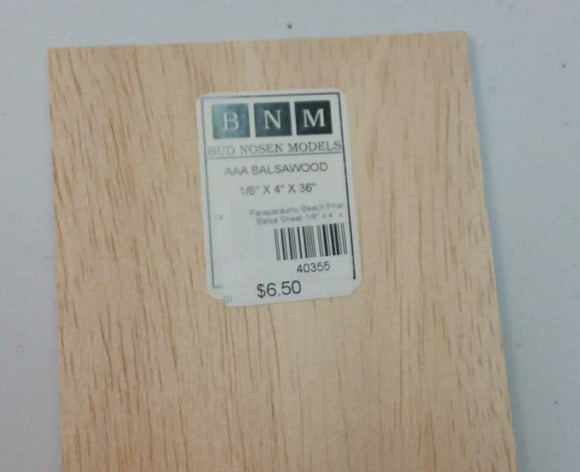 BNM
BUD NOSEN MODELS
AAA BALSAWOOD
1/8" X 4" X 36"
Paraparaumu Beach Phar
Balsa Sheet 1/8" x 4" x
40355
$6.50